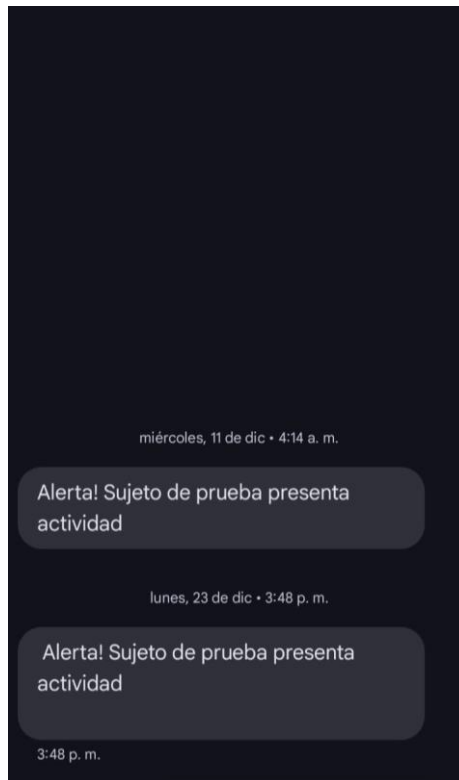 miércoles, 11 de dic • 4:14 a. m.
Alerta! Sujeto de prueba presenta
actividad
lunes, 23 de dic • 3:48 p. m.
Alerta! Sujeto de prueba presenta
actividad
3:48 p. m.